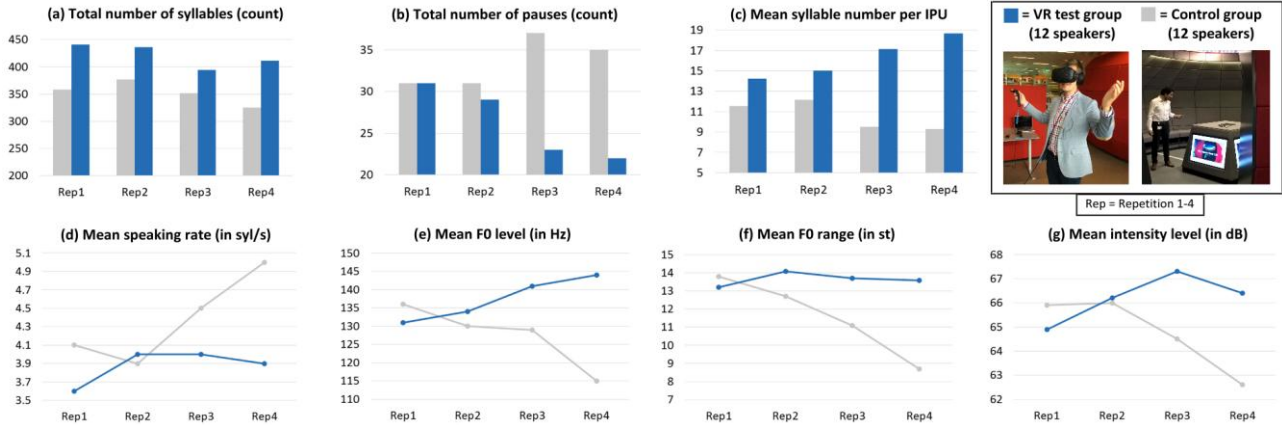 (a) Total number of syllables (count)
450
400
350
300
250
200
Rep1 Rep2 Rep3 Rep4
(b) Total number of pauses (count)
35
30
25
20
Rep1 Rep2 Rep3 Rep4
(c) Mean syllable number per IPU
19
17
15
13
11
9
7
5
Rep1 Rep2 Rep3 Rep4
= VR test group
(12 speakers)
= Control group
(12 speakers)
Rep = Repetition 1-4
(d) Mean speaking rate (in syl/s)
5.1
4.9
4.7
4.5
4.3
4.1
3.9
3.7
3.5
Rep1 Rep2 Rep3 Rep4
(e) Mean F0 level (in Hz)
150
145
140
135
130
125
120
115
110
Rep1 Rep2 Rep3 Rep4
(f) Mean F0 range (in st)
15
14
13
12
11
10
9
8
7
Rep1 Rep2 Rep3 Rep4
(g) Mean intensity level (in dB)
68
67
66
65
64
63
62
Rep1 Rep2 Rep3 Rep4